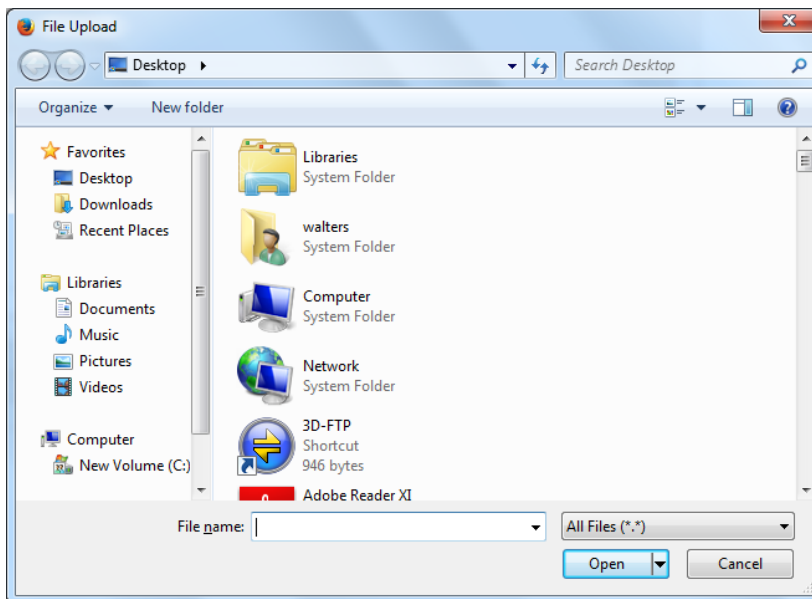 File Upload
Desktop
Search Desktop
Organize
New folder
Favorites
Desktop
Downloads
Recent Places
Libraries
Documents
Music
Pictures
Videos
Computer
New Volume (C:)
Libraries
System Folder
walters
System Folder
Computer
System Folder
Network
System Folder
3D-FTP
Shortcut
946 bytes
Adobe Reader XI
File name:
All Files (*.*)
Open
Cancel